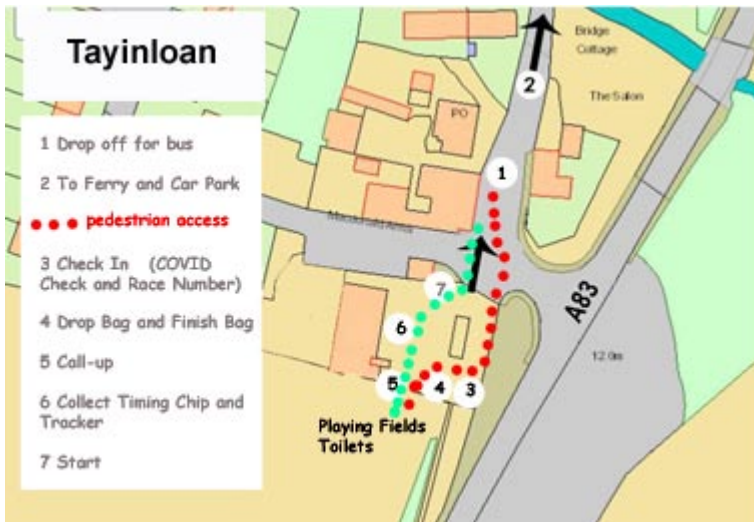 Tayinloan
1 Drop off for bus
2 To Ferry and Car Park
pedestrian access
3 Check In (COVID
Check and Race Number)
4 Drop Bag and Finish Bag
5 Call-up
6 Collect Timing Chip and
Tracker
7 Start
Bridge
Cottage
2
The Salon
PO
1
7
6
A83
12.0m
5
4
3
Playing Fields
Toilets